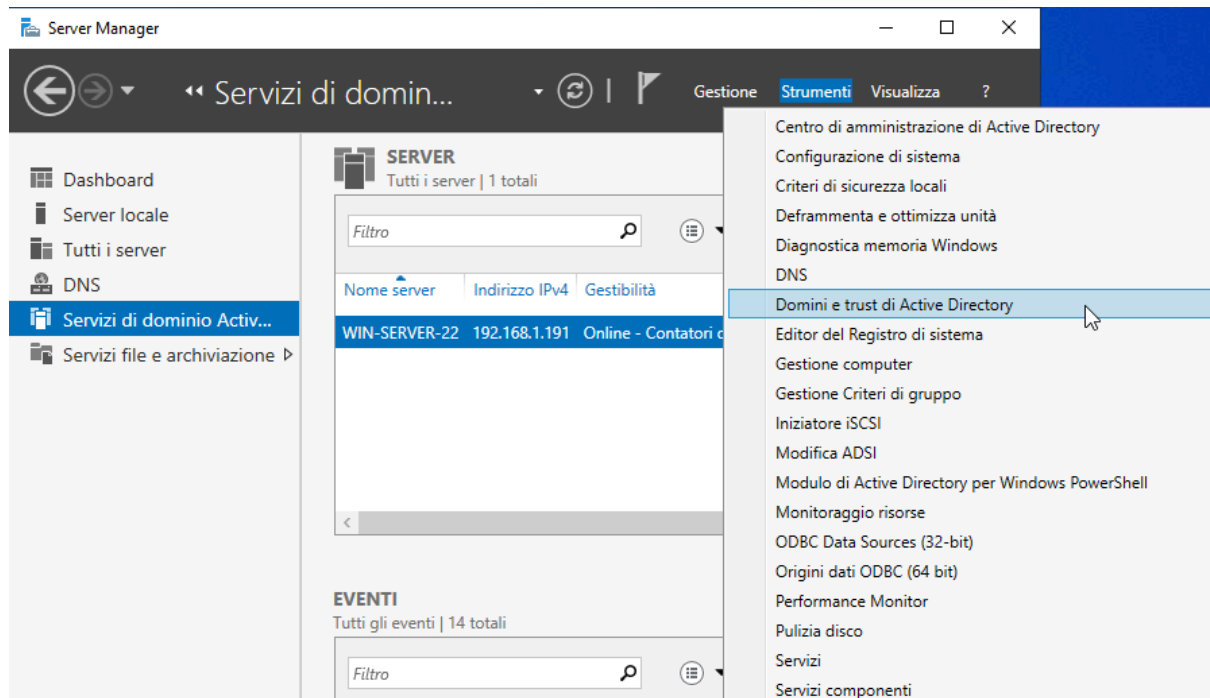 Server Manager
Servizi di domin...
Gestione Strumenti Visualizza ?
Dashboard
Server locale
Tutti i server
DNS
Servizi di dominio Activ...
Servizi file e archiviazione
SERVER
Tutti i server | 1 totali
Filtro
Nome server Indirizzo IPv4 Gestibilità
WIN-SERVER-22 192.168.1.191 Online - Contatori
EVENTI
Tutti gli eventi | 14 totali
Filtro
Centro di amministrazione di Active Directory
Configurazione di sistema
Criteri di sicurezza locali
Deframmenta e ottimizza unità
Diagnostica memoria Windows
DNS
Domini e trust di Active Directory
Editor del Registro di sistema
Gestione computer
Gestione Criteri di gruppo
Iniziatore iSCSI
Modifica ADSI
Modulo di Active Directory per Windows PowerShell
Monitoraggio risorse
ODBC Data Sources (32-bit)
Origini dati ODBC (64 bit)
Performance Monitor
Pulizia disco
Servizi
Servizi componenti